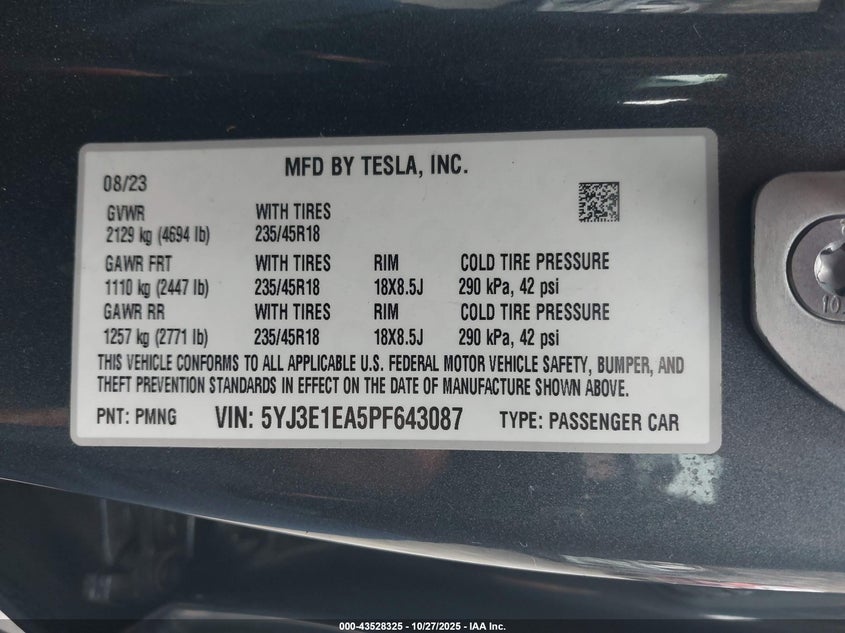 MFD BY TESLA, INC.
08/23
GVWR WITH TIRES
2129 kg (4694 lb) 235/45R18
GAWR FRT WITH TIRES RIM COLD TIRE PRESSURE
1110 kg (2447 lb) 235/45R18 18X8.5J 290 kPa, 42 psi
GAWR RR WITH TIRES RIM COLD TIRE PRESSURE
1257 kg (2771 lb) 235/45R18 18X8.5J 290 kPa, 42 psi
THIS VEHICLE CONFORMS TO ALL APPLICABLE U.S. FEDERAL MOTOR VEHICLE SAFETY, BUMPER, AND
THEFT PREVENTION STANDARDS IN EFFECT ON THE DATE OF MANUFACTURE SHOWN ABOVE.
PNT: PMNG VIN: 5YJ3E1EA5PF643087 TYPE: PASSENGER CAR
000-43528325 | 10/27/2025 - IAA Inc.